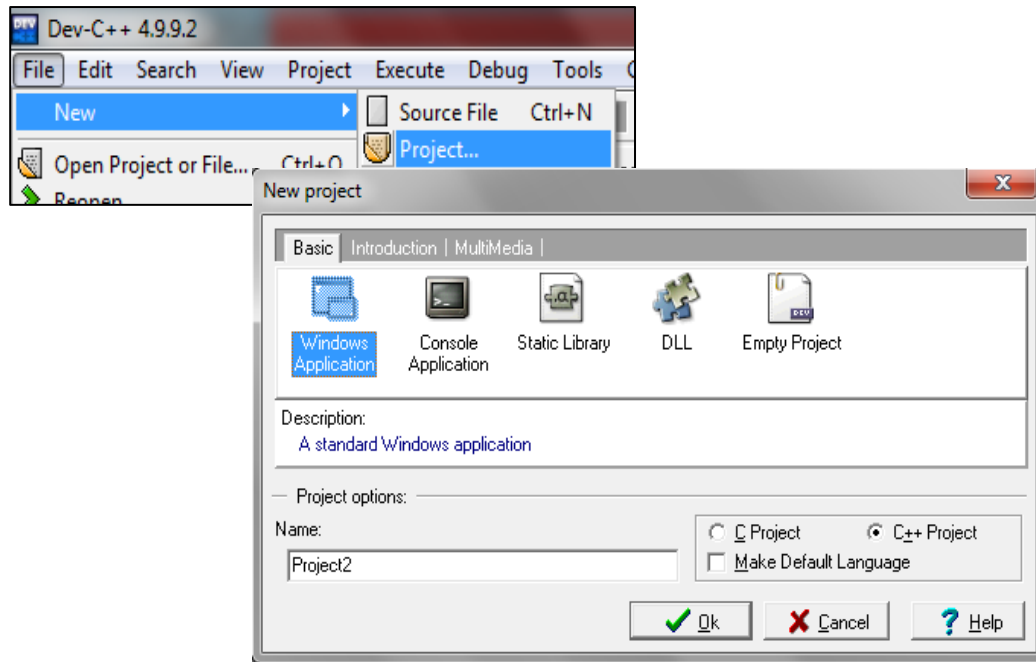 Dev-C++ 4.9.9.2
File Edit Search View Project Execute Debug Tools
New Source File Ctrl+N
Project...
Open Project or File... Ctrl+O
Reopen
New project
Basic Introduction MultiMedia
Windows Application
Console Application
Static Library
DLL
Empty Project
Description:
A standard Windows application
Project options:
Name:
Project2
C Project C++ Project
Make Default Language
Ok Cancel Help